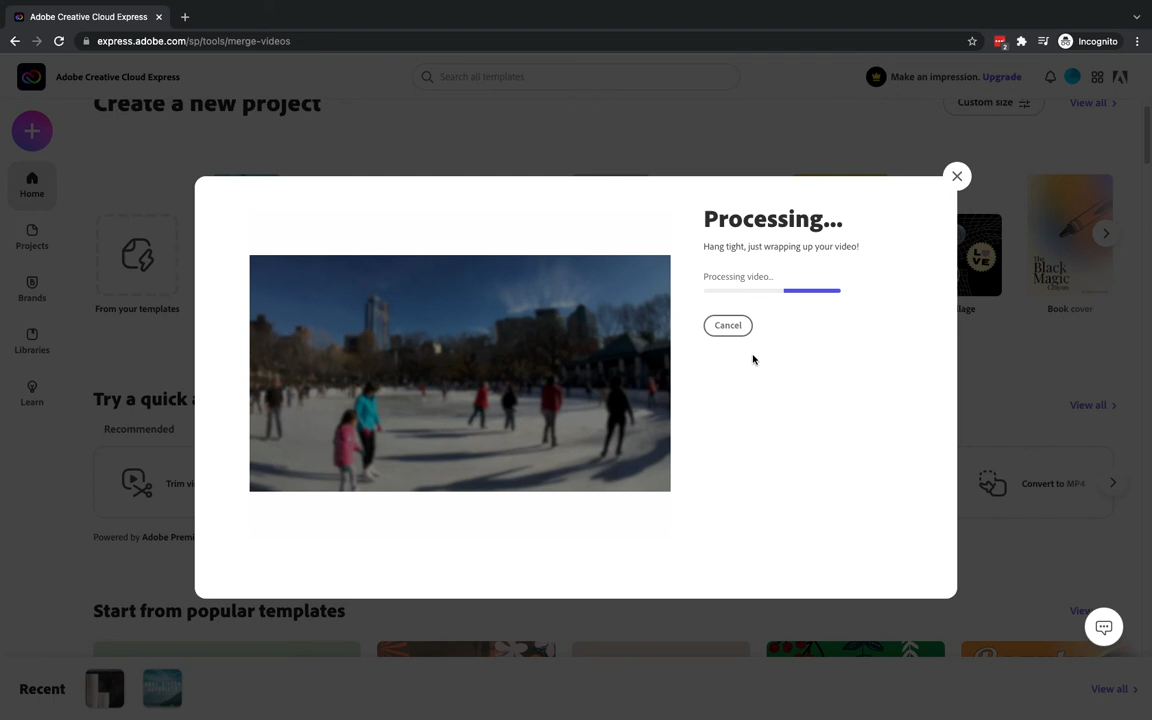 Adobe Creative Cloud Express
express.adobe.com/sp/tools/merge-videos
2
Incognito
Adobe Creative Cloud Express
Search all templates
Make an impression. Upgrade
Create a new project
Custom size
View all
Home
Projects
Brands
Libraries
Learn
From your templates
Processing...
Hang tight, just wrapping up your video!
Processing video...
Cancel
LOVE
The
Black
Magic
Book cover
Try a quick
View all
Recommended
Trim
Convert to MP4
Powered by Adobe
Start from popular templates
Recent
View all